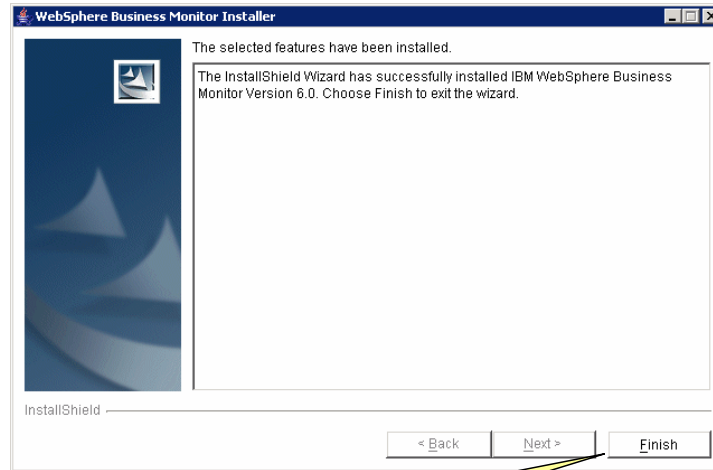 WebSphere Business Monitor Installer
The selected features have been installed.
The InstallShield Wizard has successfully installed IBM WebSphere Business
Monitor Version 6.0. Choose Finish to exit the wizard.
InstallShield
< Back
Next >
Finish